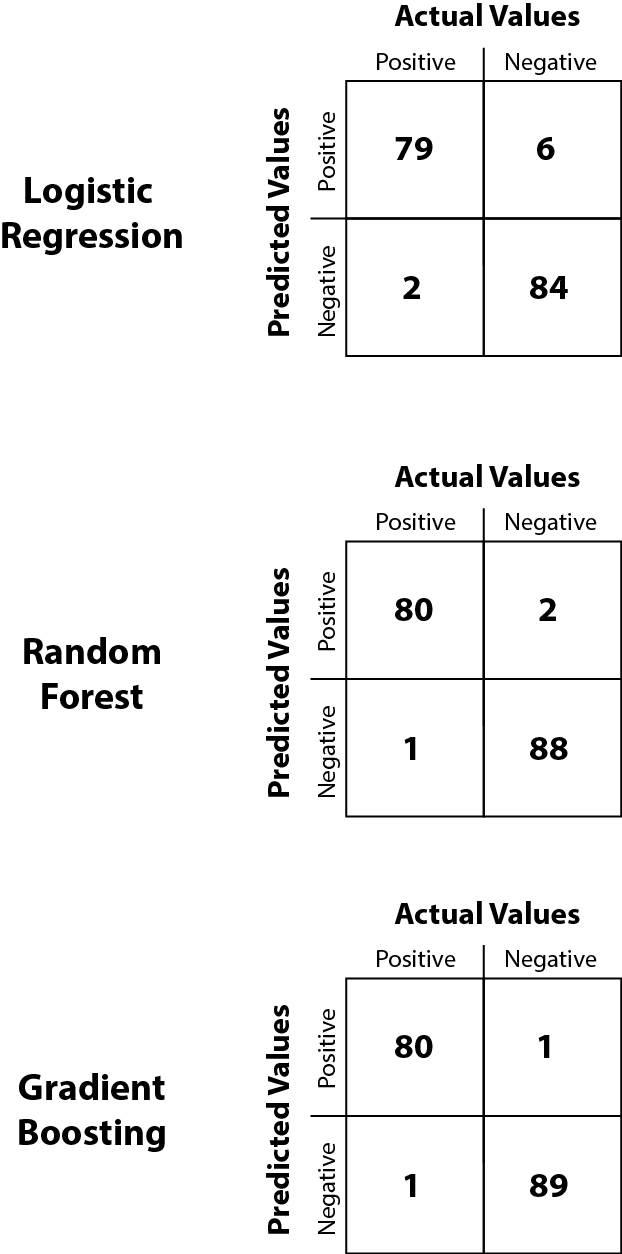 Actual Values
Positive Negative
Logistic
Regression
Predicted Values
Positive
79 6
Negative
2 84
Actual Values
Positive Negative
Random
Forest
Predicted Values
Positive
80 2
Negative
1 88
Actual Values
Positive Negative
Gradient
Boosting
Predicted Values
Positive
80 1
Negative
1 89